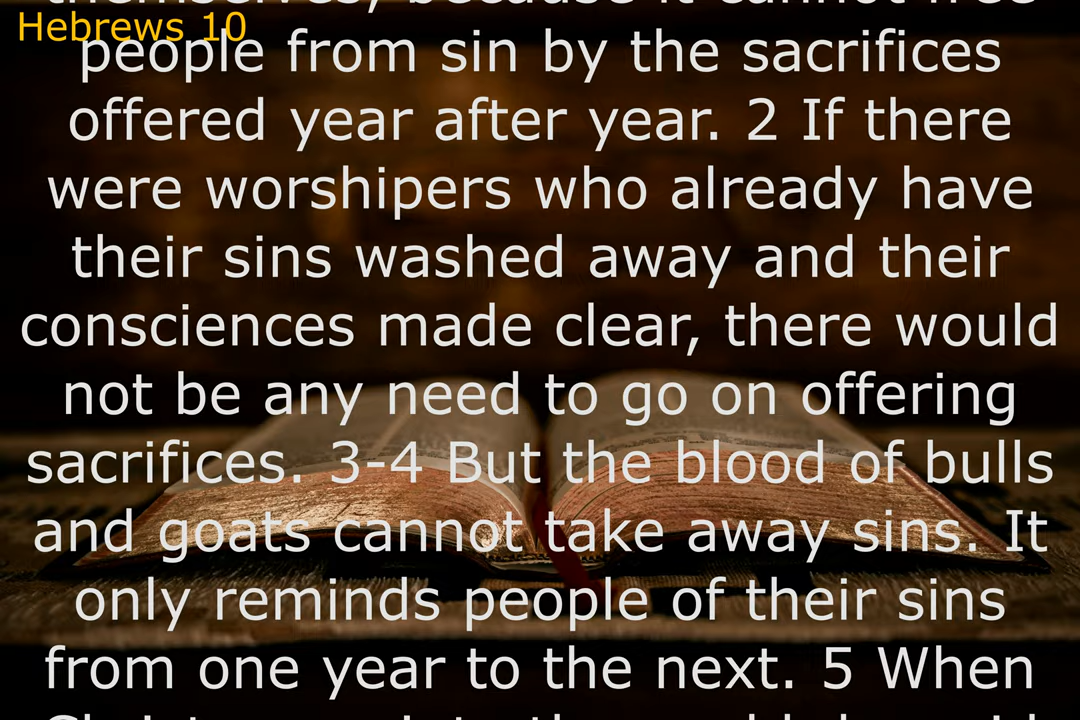 themselves, because it cannot free
Hebrews 10
people from sin by the sacrifices
offered year after year. 2 If there
were worshipers who already have
their sins washed away and their
consciences made clear, there would
not be any need to go on offering
sacrifices. 3-4 But the blood of bulls
and goats cannot take away sins. It
only reminds people of their sins
from one year to the next. 5 When